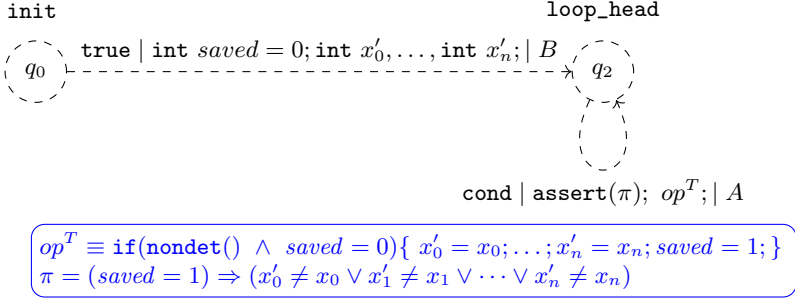 init
loop_head
true | int saved = 0; int x′₀, . . . , int x′ₙ; | B
q₀
q₂
cond | assert(π); opᵀ; | A
opᵀ ≡ if(nondet() ∧ saved = 0){ x′₀ = x₀; . . . ; x′ₙ = xₙ; saved = 1; }
π = (saved = 1) ⇒ (x′₀ ≠ x₀ ∨ x′₁ ≠ x₁ ∨ · · · ∨ x′ₙ ≠ xₙ)